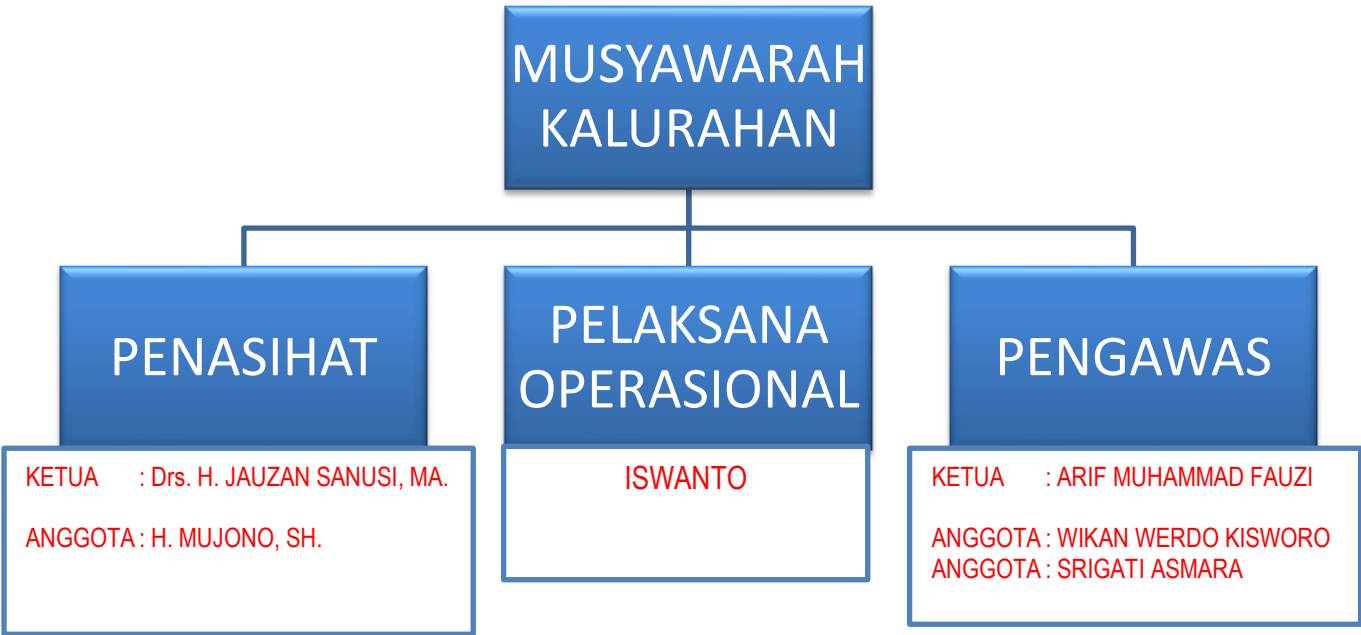 MUSYAWARAH
KALURAHAN
PENASIHAT
KETUA : Drs. H. JAUZAN SANUSI, MA.
ANGGOTA : H. MUJONO, SH.
PELAKSANA
OPERASIONAL
ISWANTO
PENGAWAS
KETUA : ARIF MUHAMMAD FAUZI
ANGGOTA : WIKAN WERDO KISWORO
ANGGOTA : SRIGATI ASMARA